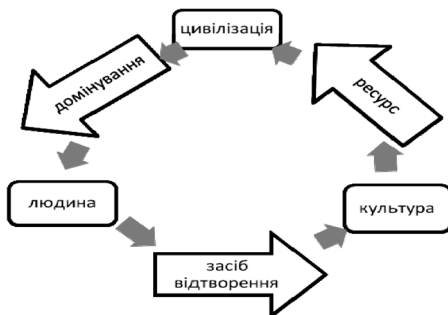 цивілізація
домінування
ресурс
людина
культура
засіб
відтворення